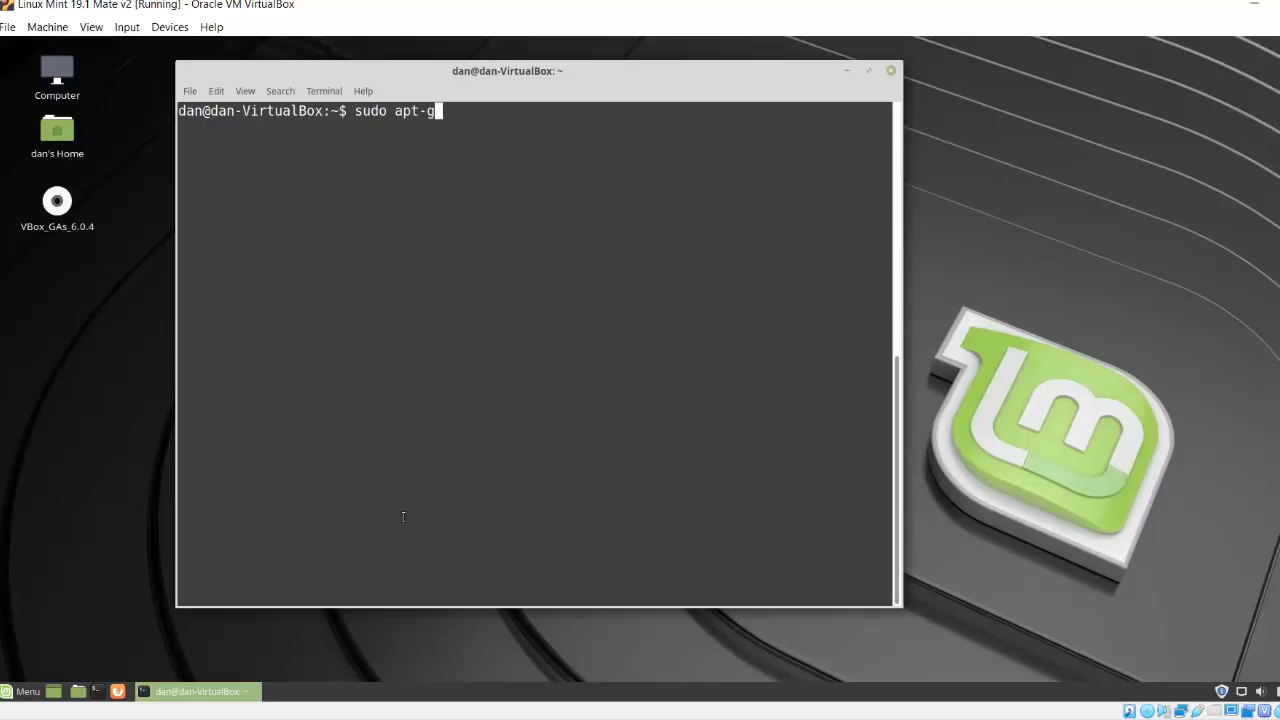 Linux Mint 19.1 Mate v2 [Running] - Oracle VM VirtualBox
File Machine View Input Devices Help
Computer
dan's Home
VBox_GAs_6.0.4
dan@dan-VirtualBox: ~
File Edit View Search Terminal Help
dan@dan-VirtualBox:~$ sudo apt-g
lm
Menu
dan@dan-VirtualBox: ~